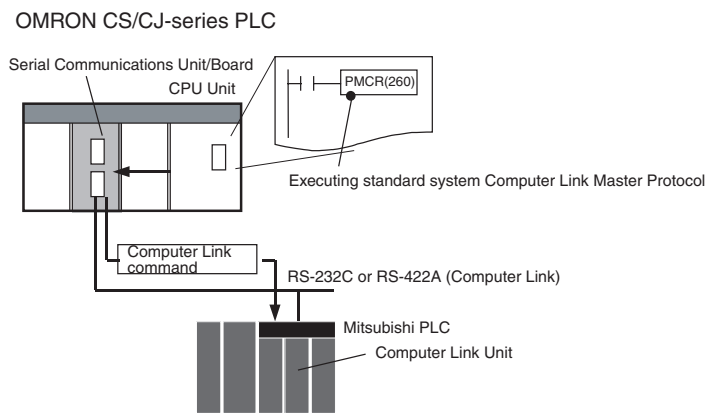 OMRON CS/CJ-series PLC
Serial Communications Unit/Board
CPU Unit
PMCR(260)
Executing standard system Computer Link Master Protocol
Computer Link
command
RS-232C or RS-422A (Computer Link)
Mitsubishi PLC
Computer Link Unit